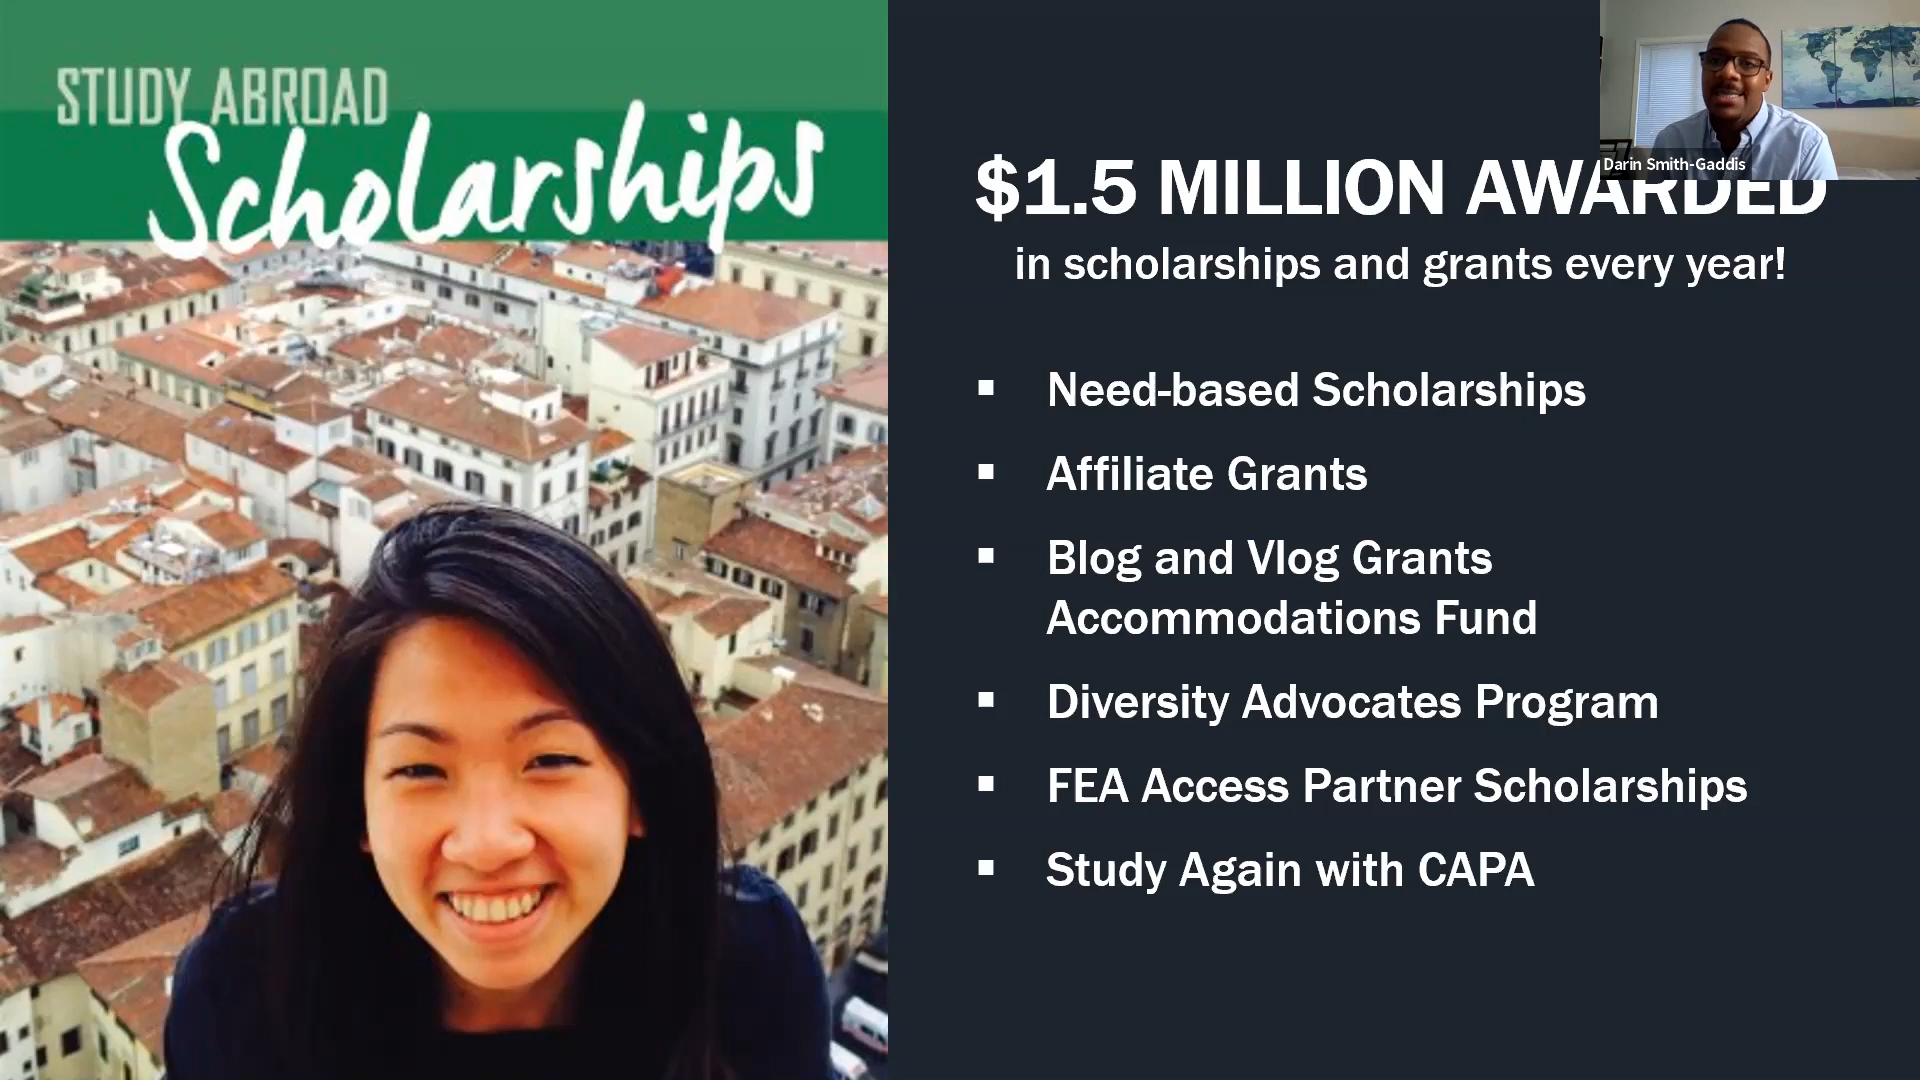 STUDY ABROAD
Scholarships
Darin Smith-Gaddis
$1.5 MILLION AWARDED
in scholarships and grants every year!
▪ Need-based Scholarships
▪ Affiliate Grants
▪ Blog and Vlog Grants
Accommodations Fund
▪ Diversity Advocates Program
▪ FEA Access Partner Scholarships
▪ Study Again with CAPA